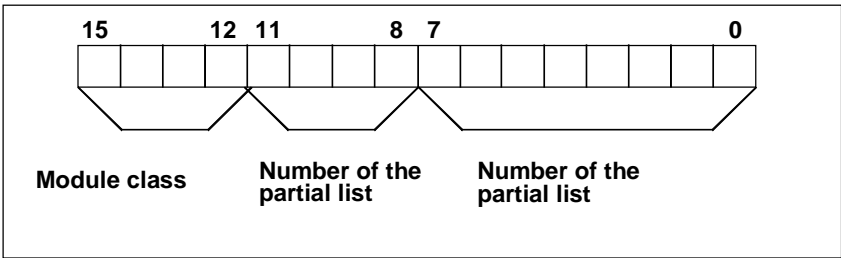 15 12 11 8 7 0
Module class
Number of the
partial list
Number of the
partial list